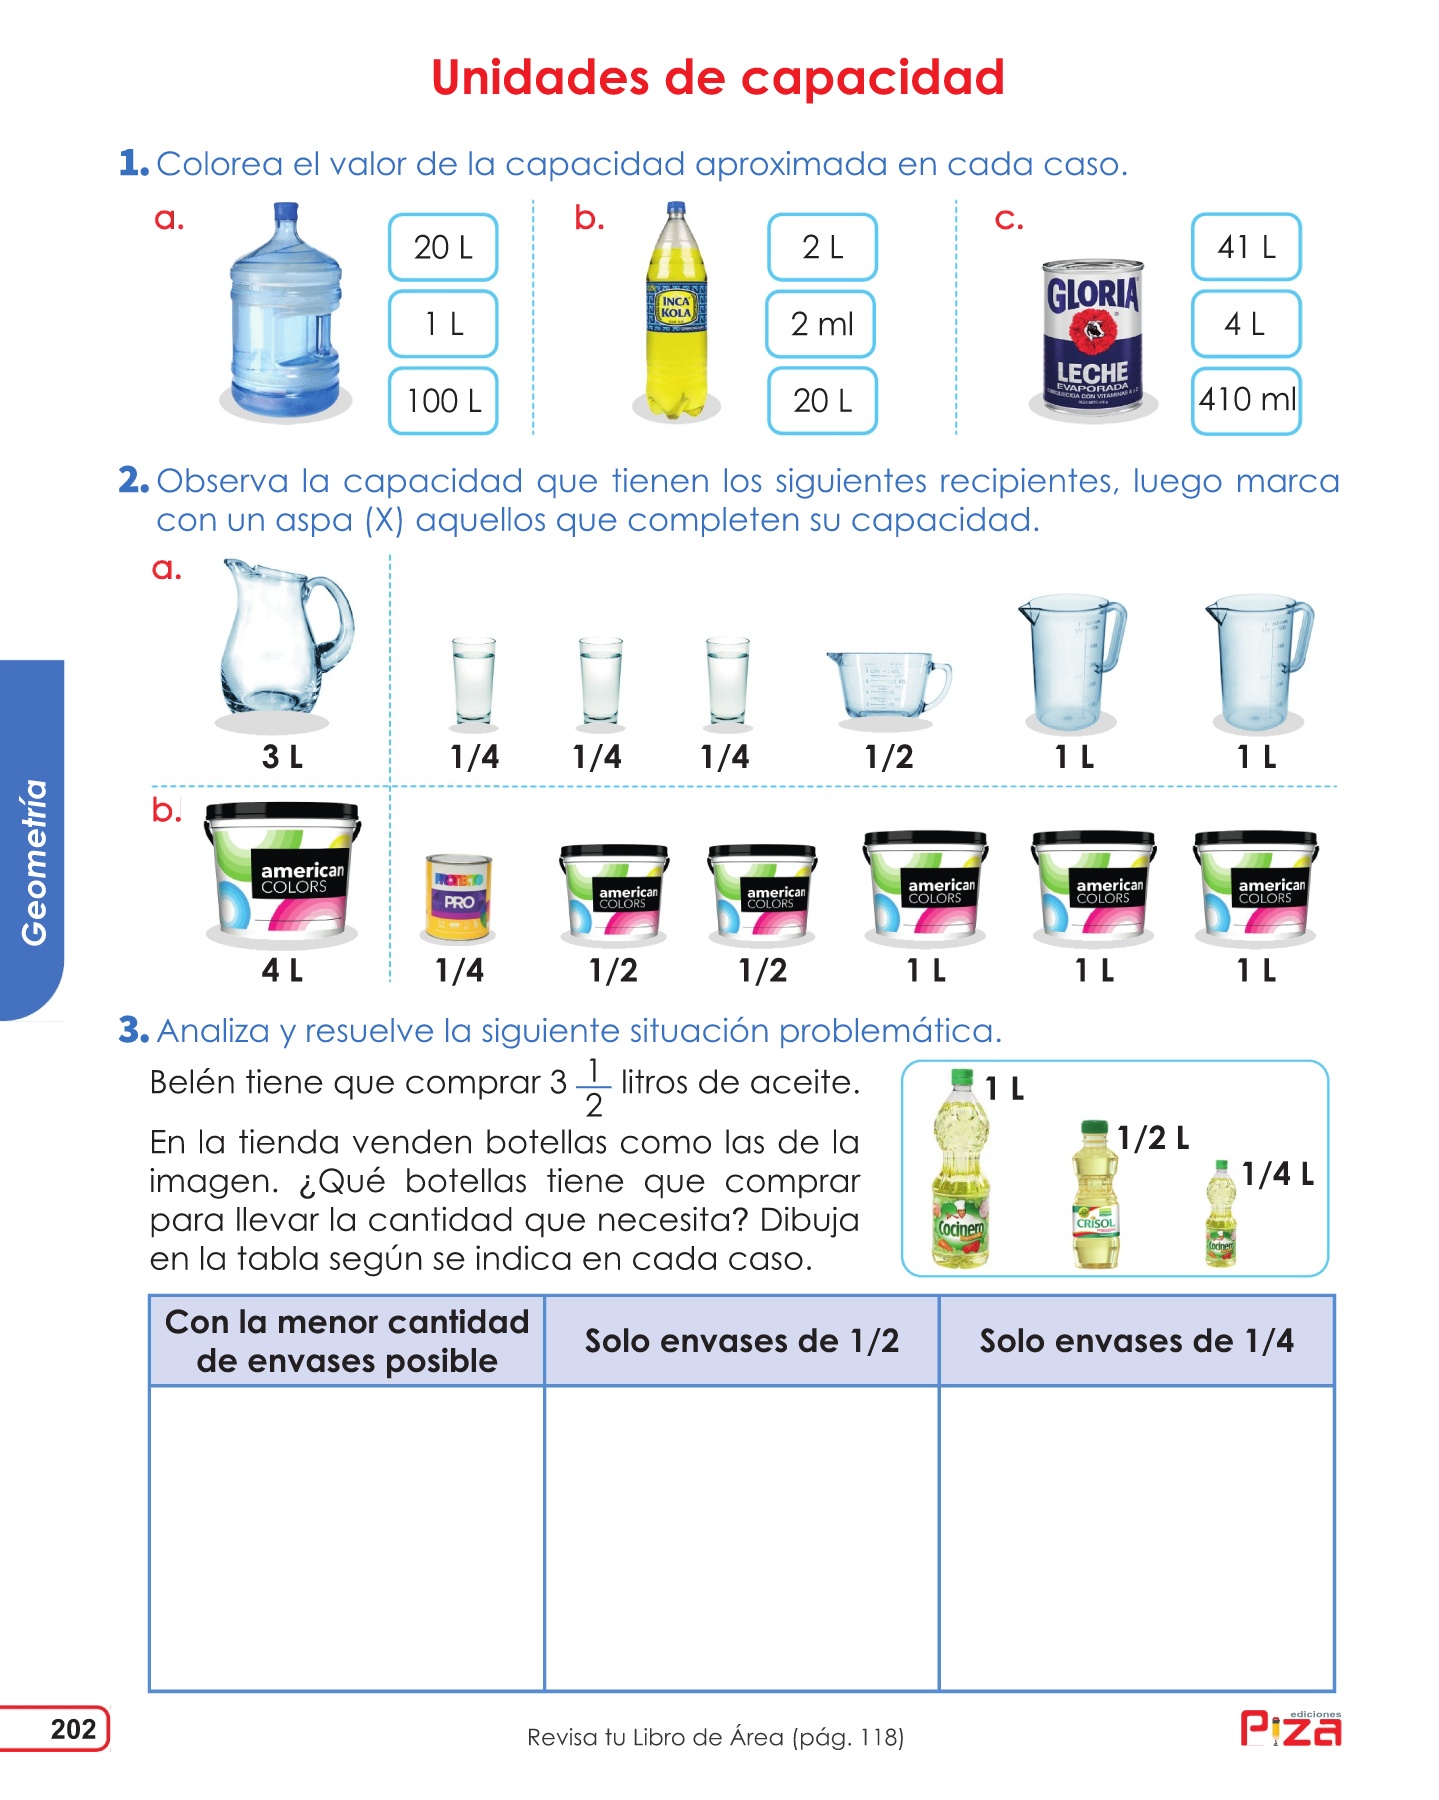 Unidades de capacidad
1. Colorea el valor de la capacidad aproximada en cada caso.
a.
20 L
1 L
100 L
b.
INCA
KOLA
2 L
2 ml
20 L
c.
GLORIA
LECHE
EVAPORADA
41 L
4 L
410 ml
2. Observa la capacidad que tienen los siguientes recipientes, luego marca
con un aspa (X) aquellos que completen su capacidad.
a.
3 L
1/4
1/4
1/4
1/2
1 L
1 L
b.
american
COLORS
PRO
american
COLORS
american
COLORS
american
COLORS
american
COLORS
american
COLORS
4 L
1/4
1/2
1/2
1 L
1 L
1 L
3. Analiza y resuelve la siguiente situación problemática.
Belén tiene que comprar 3 1/2 litros de aceite.
En la tienda venden botellas como las de la
imagen. ¿Qué botellas tiene que comprar
para llevar la cantidad que necesita? Dibuja
en la tabla según se indica en cada caso.
1 L
1/2 L
1/4 L
Cocinero
CRISOL
Cocinero
Con la menor cantidad
de envases posible
Solo envases de 1/2
Solo envases de 1/4
Geometría
202
Revisa tu Libro de Área (pág. 118)
ediciones
Piza